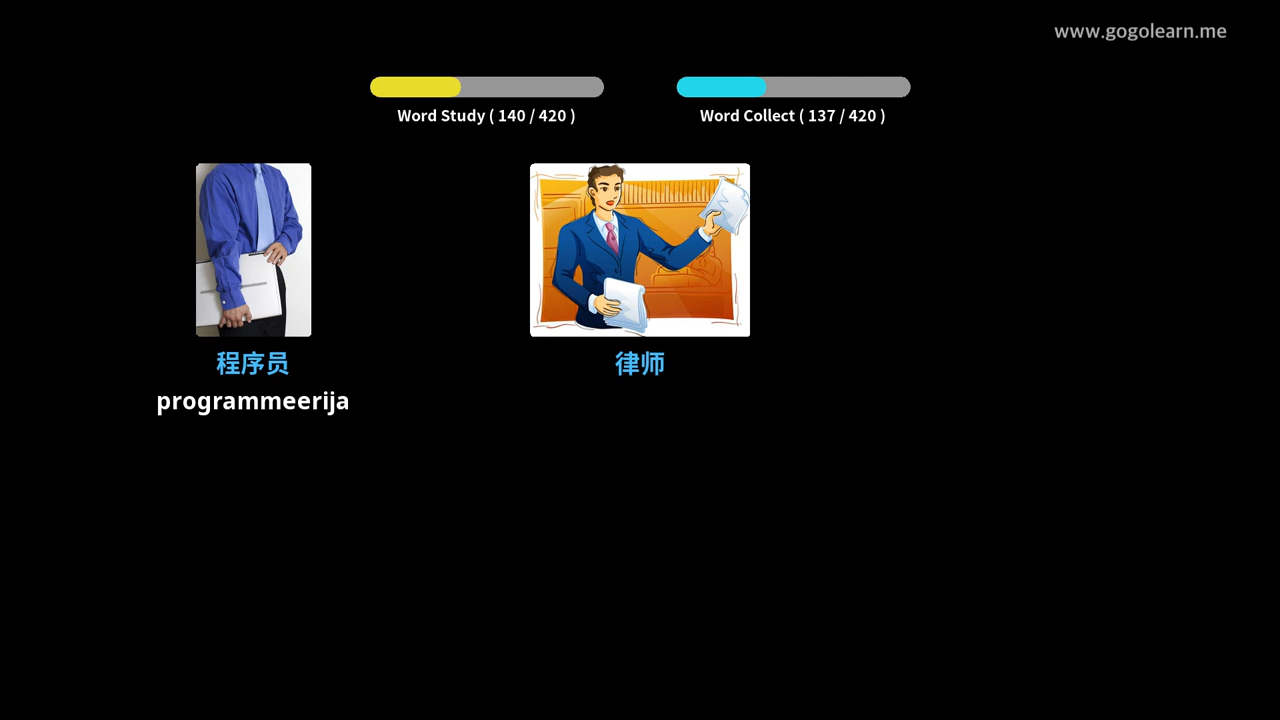 www.gogolearn.me
Word Study ( 140 / 420 )
Word Collect ( 137 / 420 )
程序员
律师
programmeerija